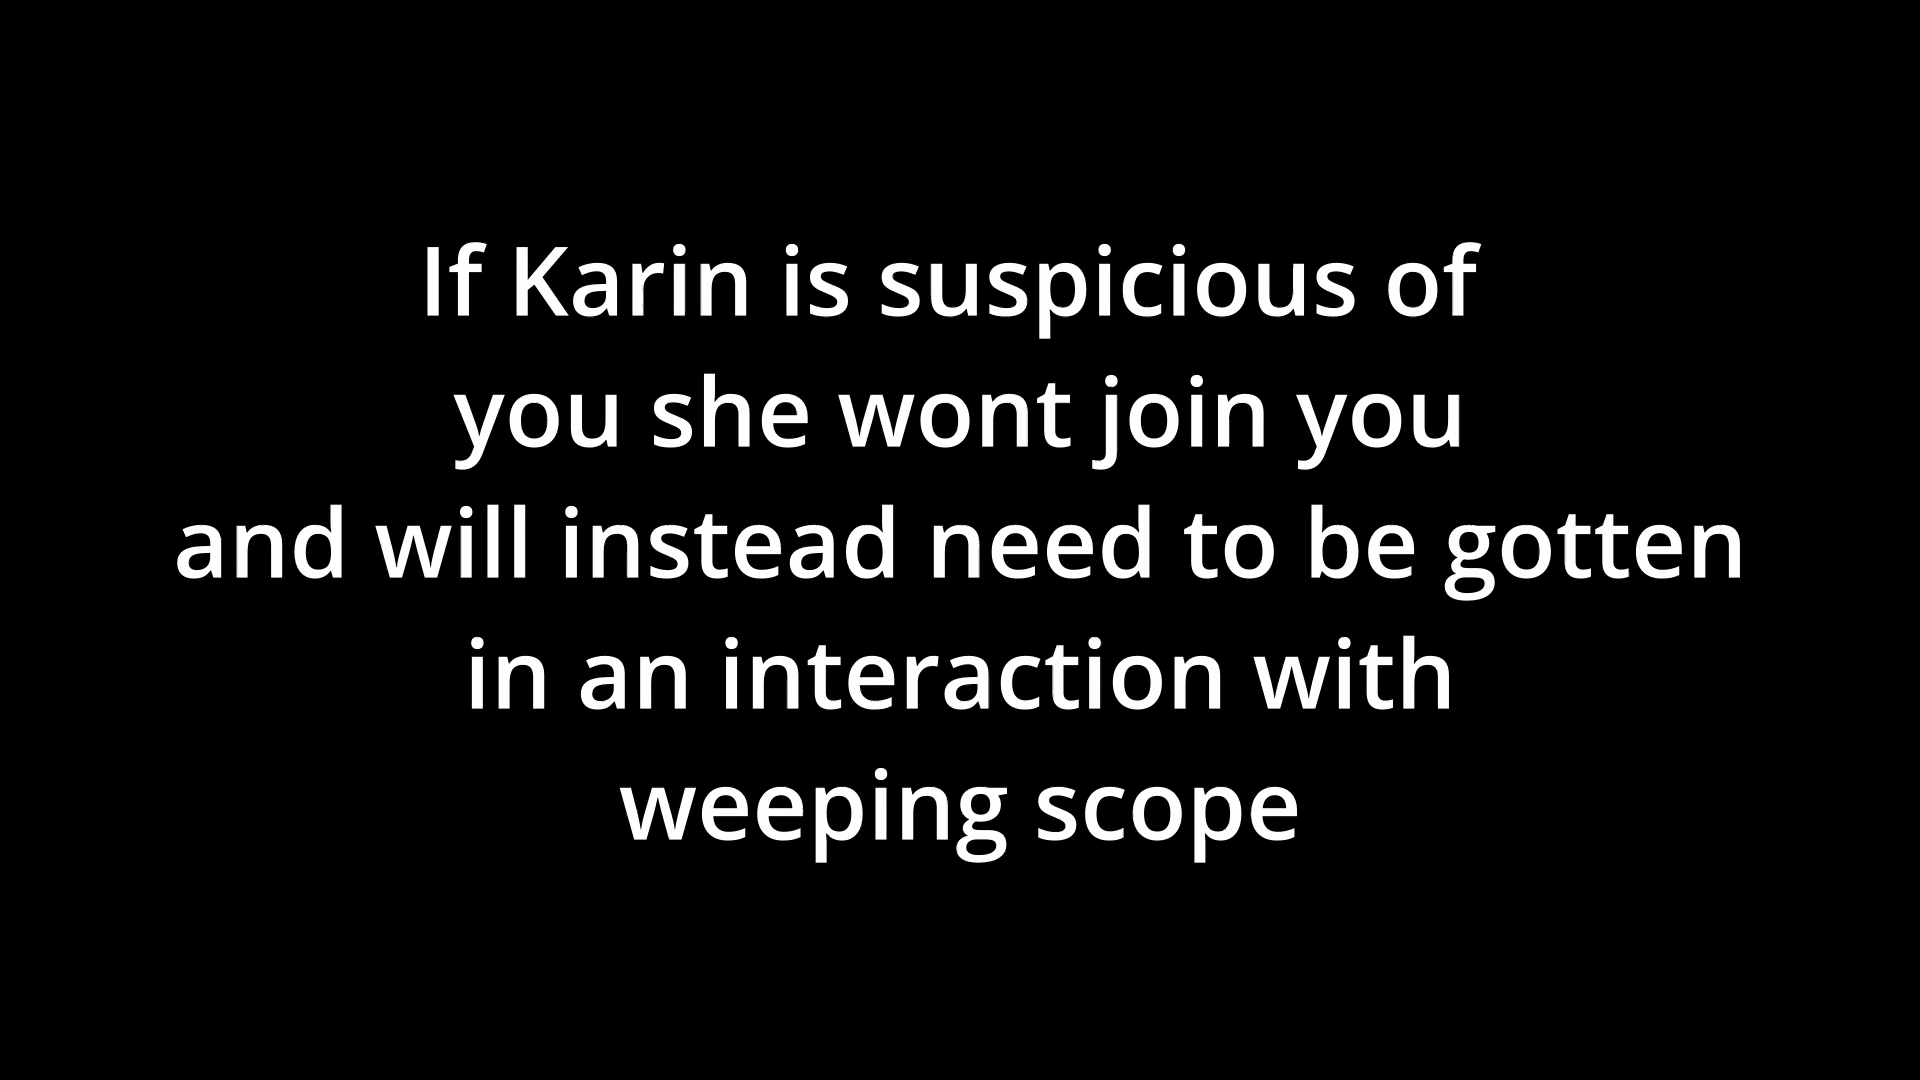 If Karin is suspicious of
you she wont join you
and will instead need to be gotten
in an interaction with
weeping scope